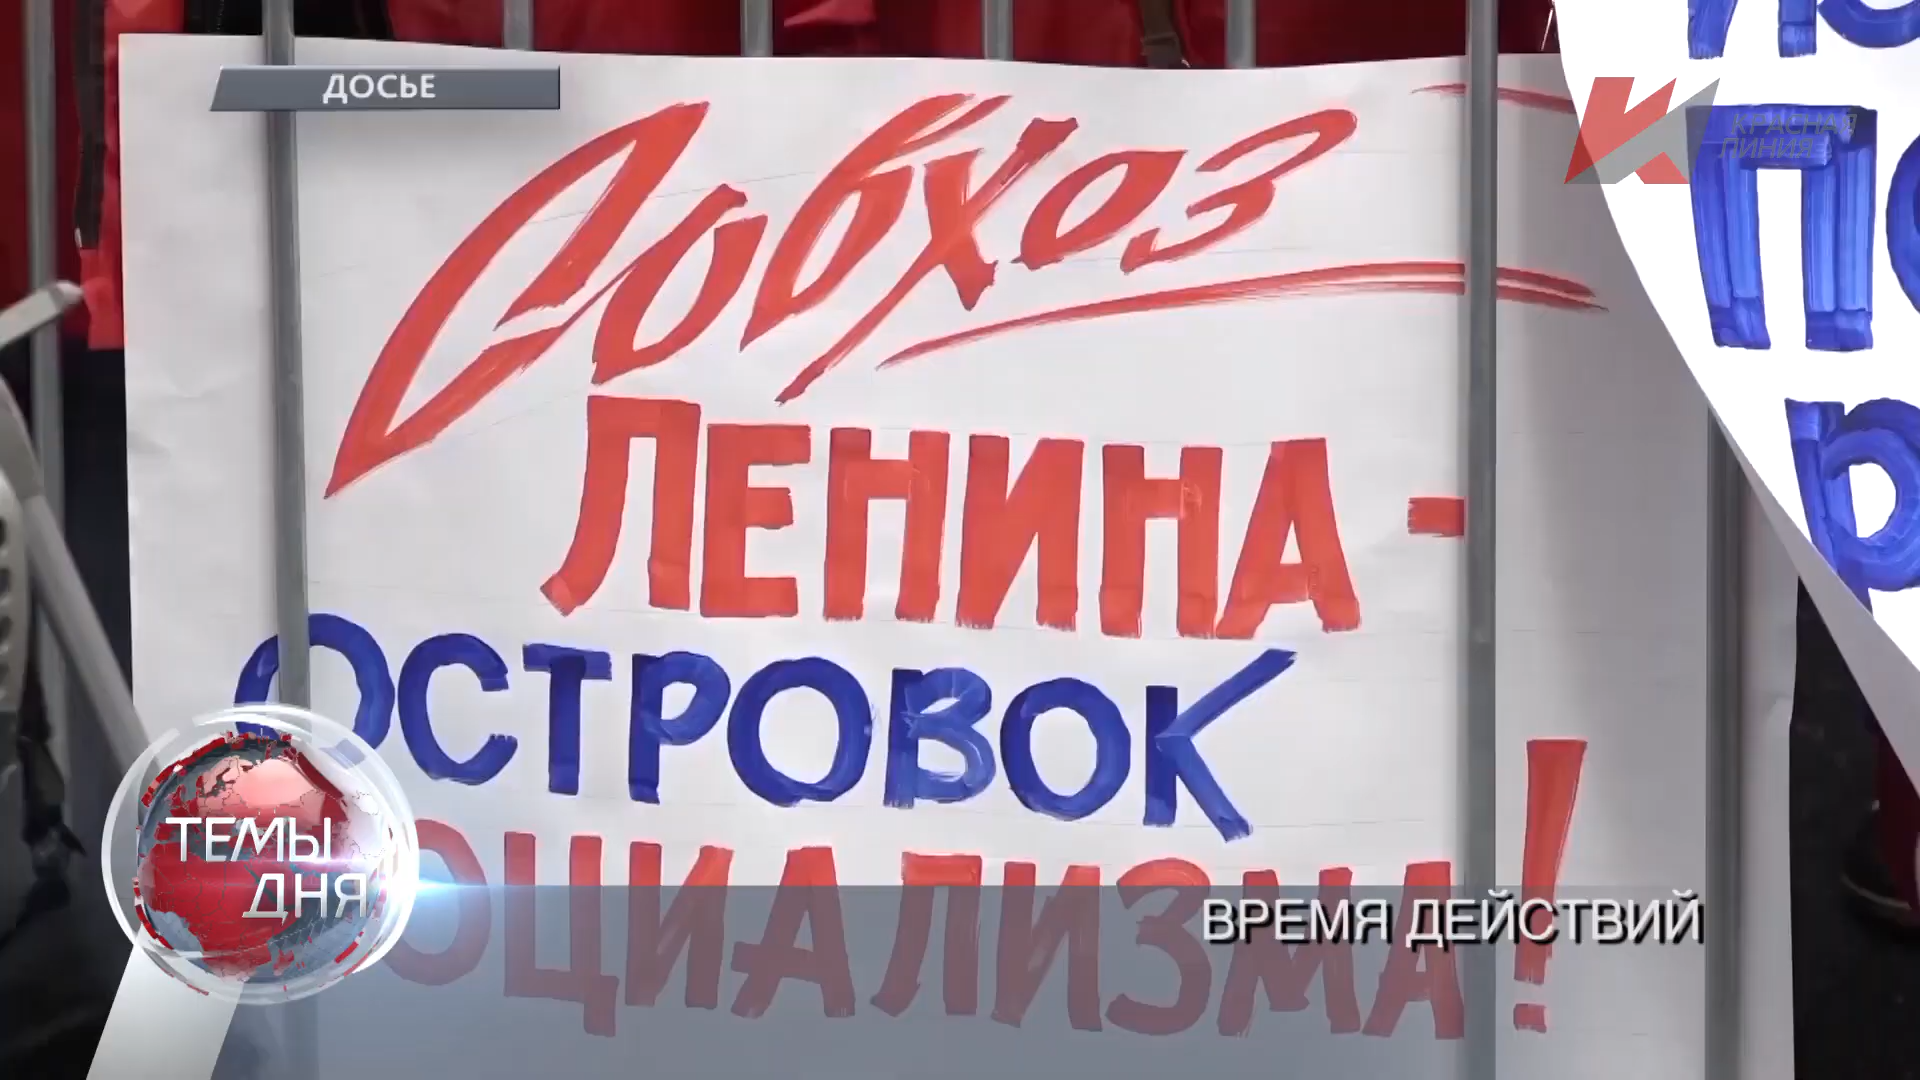 ДОСЬЕ
КРАСНАЯ
ЛИНИЯ
Совхоз
ЛЕНИНА -
ОСТРОВОК
СОЦИАЛИЗМА!
ТЕМЫ
ДНЯ
ВРЕМЯ ДЕЙСТВИЙ